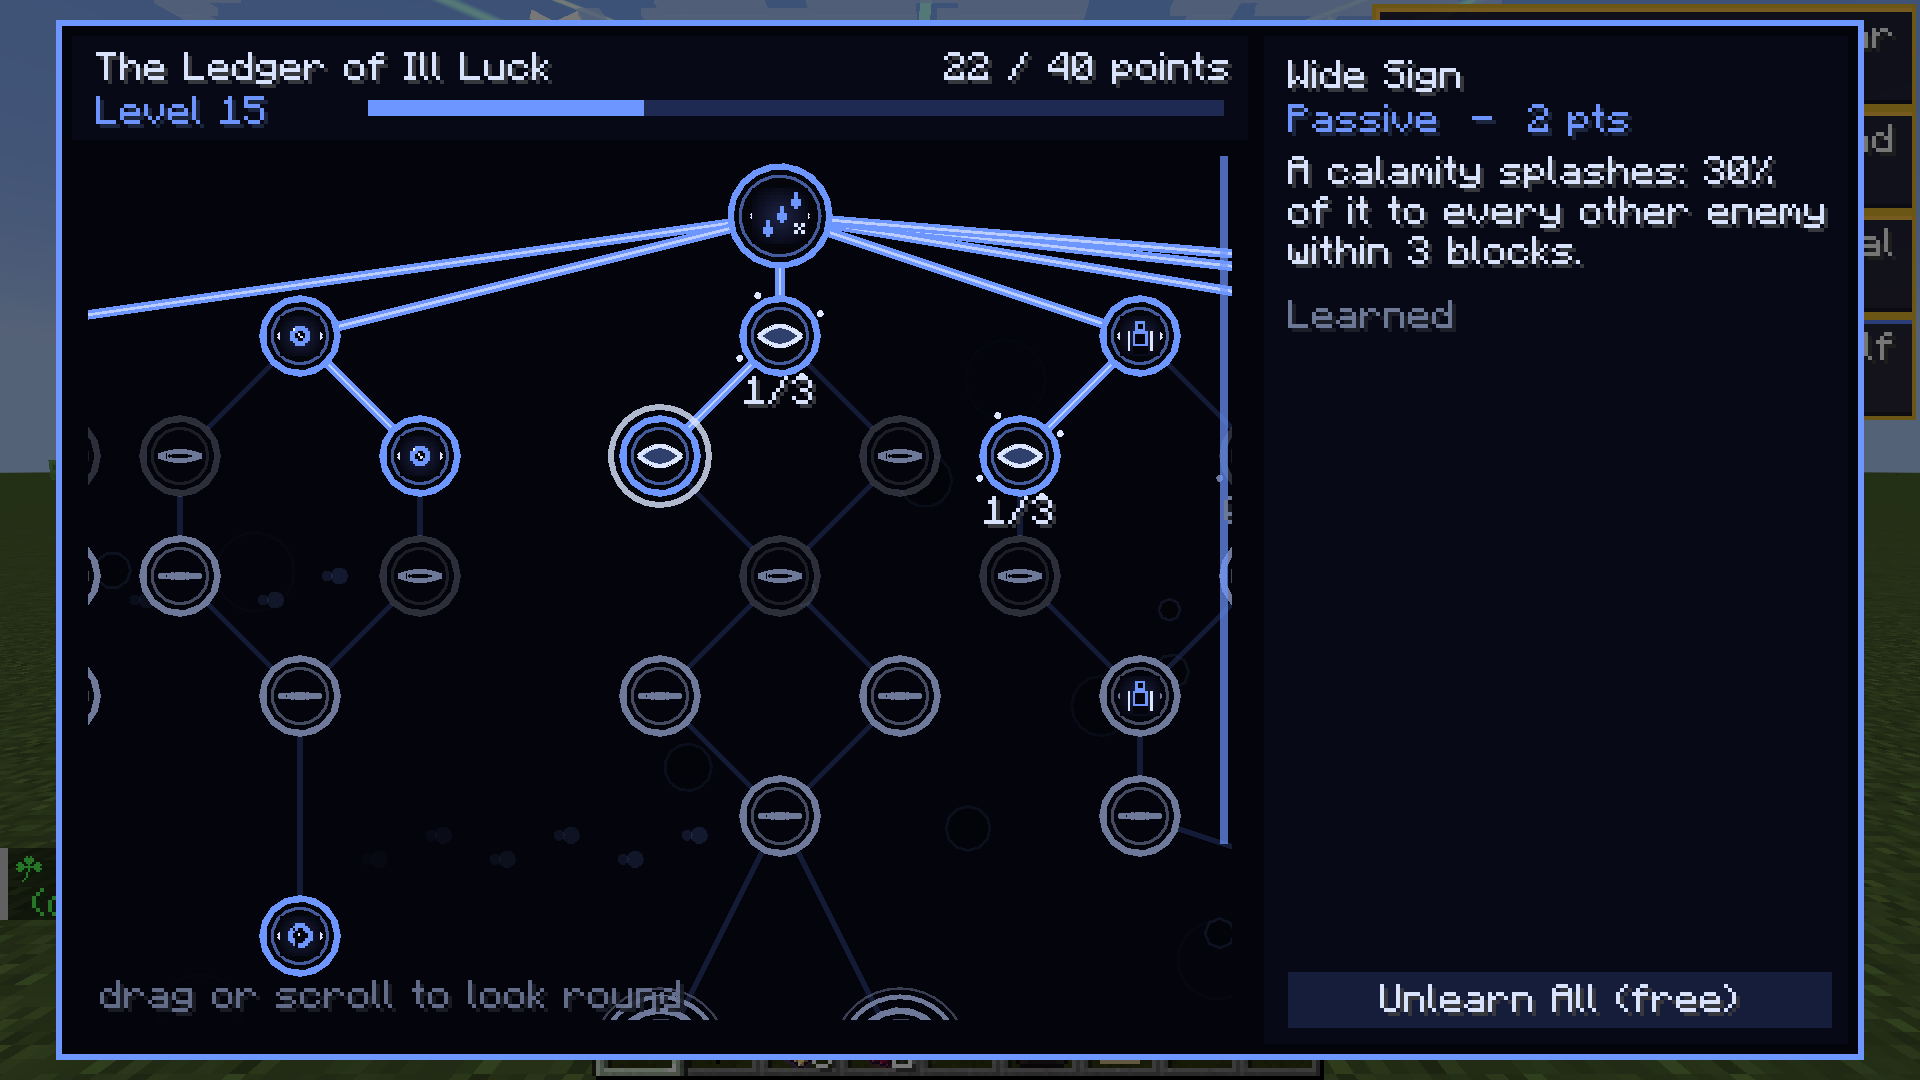 The Ledger of Ill Luck
22 / 40 points
Level 15
1/3
1/3
drag or scroll to look round
Wide Sign
Passive - 2 pts
A calamity splashes: 30%
of it to every other enemy
within 3 blocks.
Learned
Unlearn All (free)